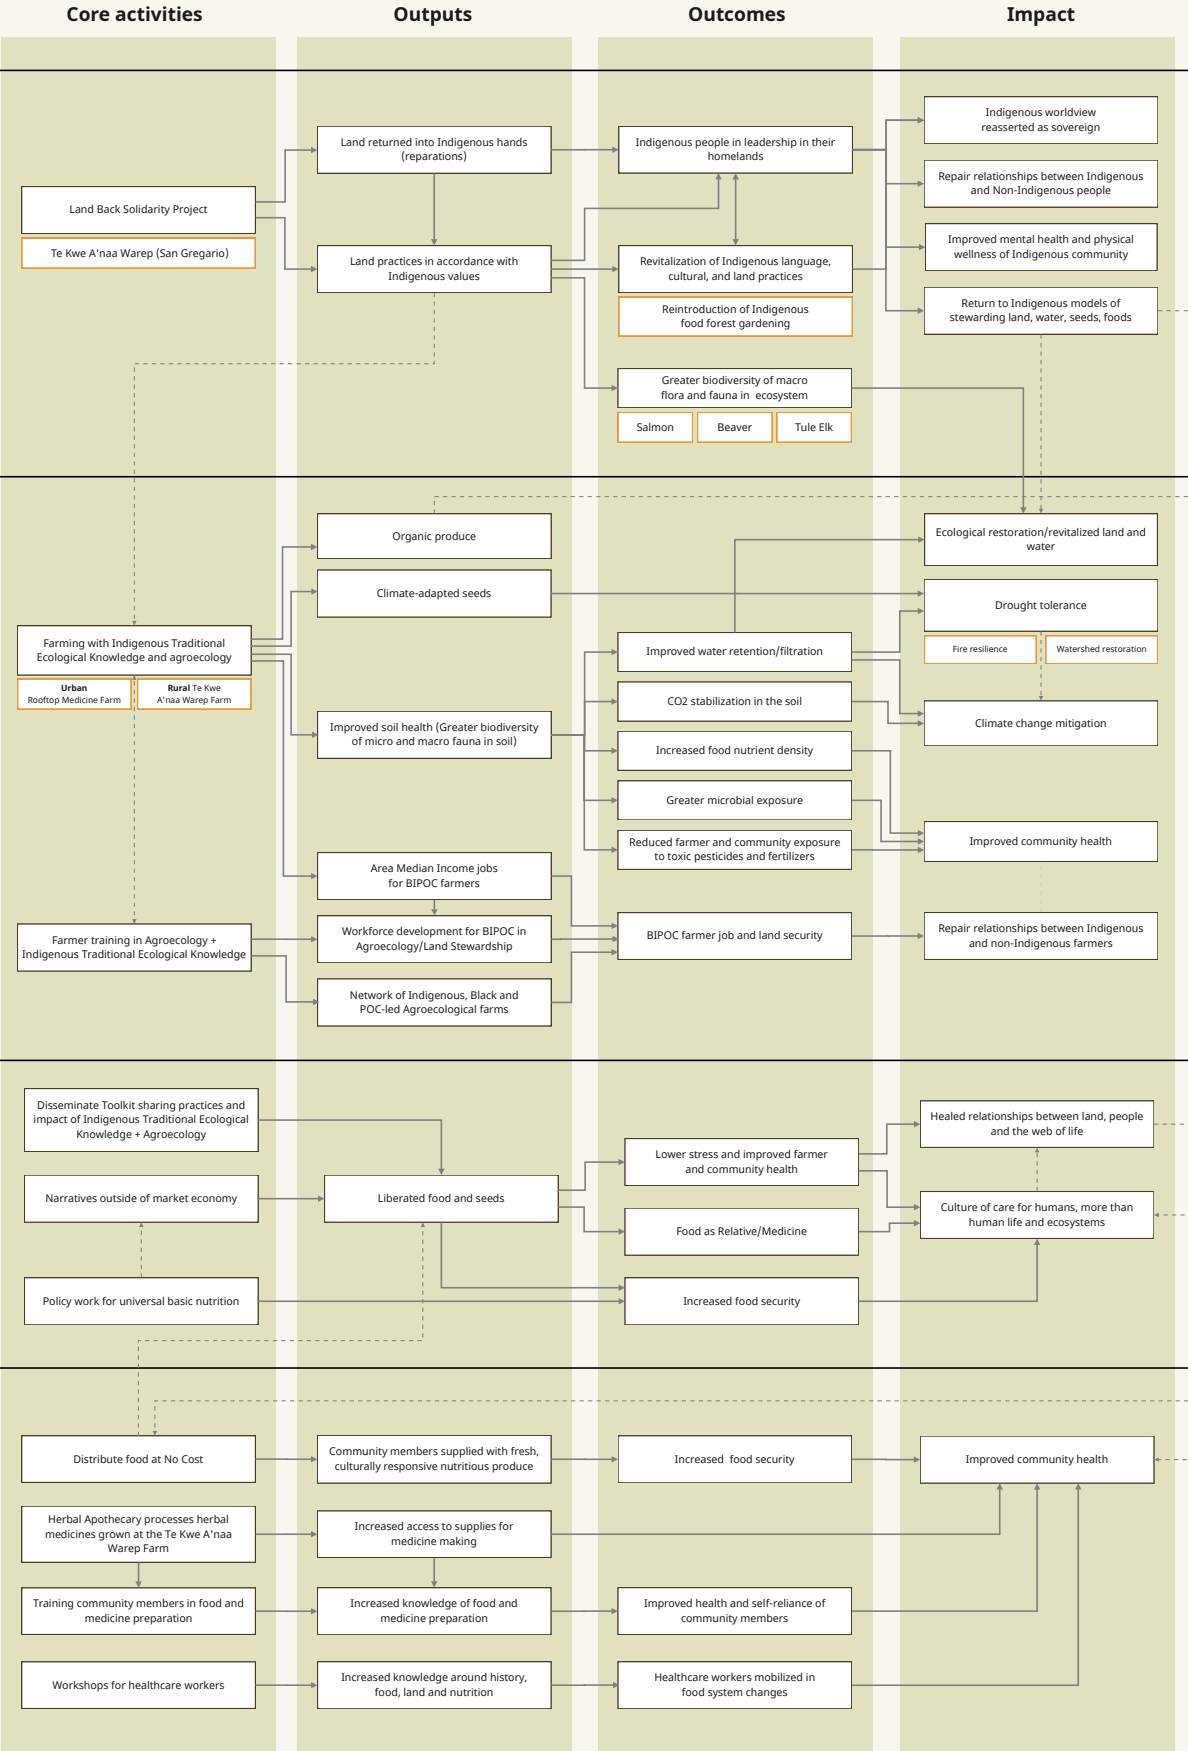 Core activities
Outputs
Outcomes
Impact
Land Back Solidarity Project
Te Kwe A'naa Warep (San Gregario)
Land returned into Indigenous hands
(reparations)
Land practices in accordance with
Indigenous values
Indigenous people in leadership in their
homelands
Revitalization of Indigenous language,
cultural, and land practices
Reintroduction of Indigenous
food forest gardening
Greater biodiversity of macro
flora and fauna in ecosystem
Salmon
Beaver
Tule Elk
Indigenous worldview
reasserted as sovereign
Repair relationships between Indigenous
and Non-Indigenous people
Improved mental health and physical
wellness of Indigenous community
Return to Indigenous models of
stewarding land, water, seeds, foods
Farming with Indigenous Traditional
Ecological Knowledge and agroecology
Urban
Rooftop Medicine Farm
Rural Te Kwe
A'naa Warep Farm
Farmer training in Agroecology +
Indigenous Traditional Ecological Knowledge
Organic produce
Climate-adapted seeds
Improved soil health (Greater biodiversity
of micro and macro fauna in soil)
Area Median Income jobs
for BIPOC farmers
Workforce development for BIPOC in
Agroecology/Land Stewardship
Network of Indigenous, Black and
POC-led Agroecological farms
Improved water retention/filtration
CO2 stabilization in the soil
Increased food nutrient density
Greater microbial exposure
Reduced farmer and community exposure
to toxic pesticides and fertilizers
BIPOC farmer job and land security
Ecological restoration/revitalized land and
water
Drought tolerance
Fire resilience
Watershed restoration
Climate change mitigation
Improved community health
Repair relationships between Indigenous
and non-Indigenous farmers
Disseminate Toolkit sharing practices and
impact of Indigenous Traditional Ecological
Knowledge + Agroecology
Narratives outside of market economy
Policy work for universal basic nutrition
Liberated food and seeds
Lower stress and improved farmer
and community health
Food as Relative/Medicine
Increased food security
Healed relationships between land, people
and the web of life
Culture of care for humans, more than
human life and ecosystems
Distribute food at No Cost
Herbal Apothecary processes herbal
medicines grown at the Te Kwe A'naa
Warep Farm
Training community members in food and
medicine preparation
Workshops for healthcare workers
Community members supplied with fresh,
culturally responsive nutritious produce
Increased access to supplies for
medicine making
Increased knowledge of food and
medicine preparation
Increased knowledge around history,
food, land and nutrition
Increased food security
Improved health and self-reliance of
community members
Healthcare workers mobilized in
food system changes
Improved community health